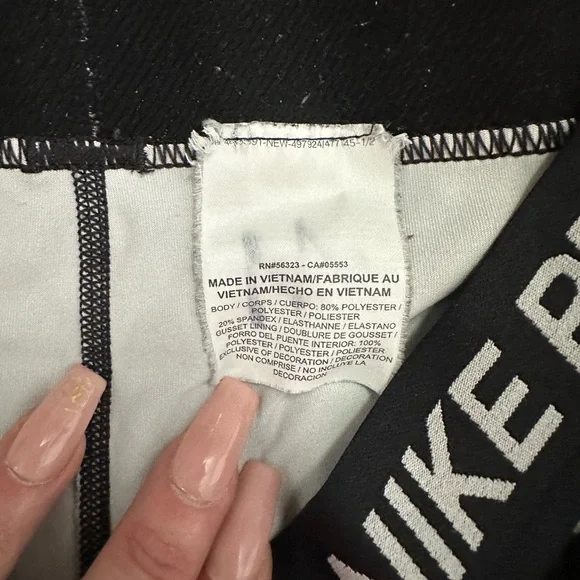 RN#56323 - CA#05553
MADE IN VIETNAM/FABRIQUE AU
VIETNAM/HECHO EN VIETNAM
BODY / CORPS / CUERPO: 80% POLYESTER /
POLYESTER / POLIESTER
20% SPANDEX / ELASTHANNE / ELASTANO
GUSSET LINING / DOUBLURE DE GOUSSET /
FORRO DEL PUENTE INTERIOR: 100%
POLYESTER / POLYESTER / POLIESTER
EXCLUSIVE OF DECORATION / DECORATION
NON COMPRISE / NO INCLUYE LA
DECORACION
NIKE